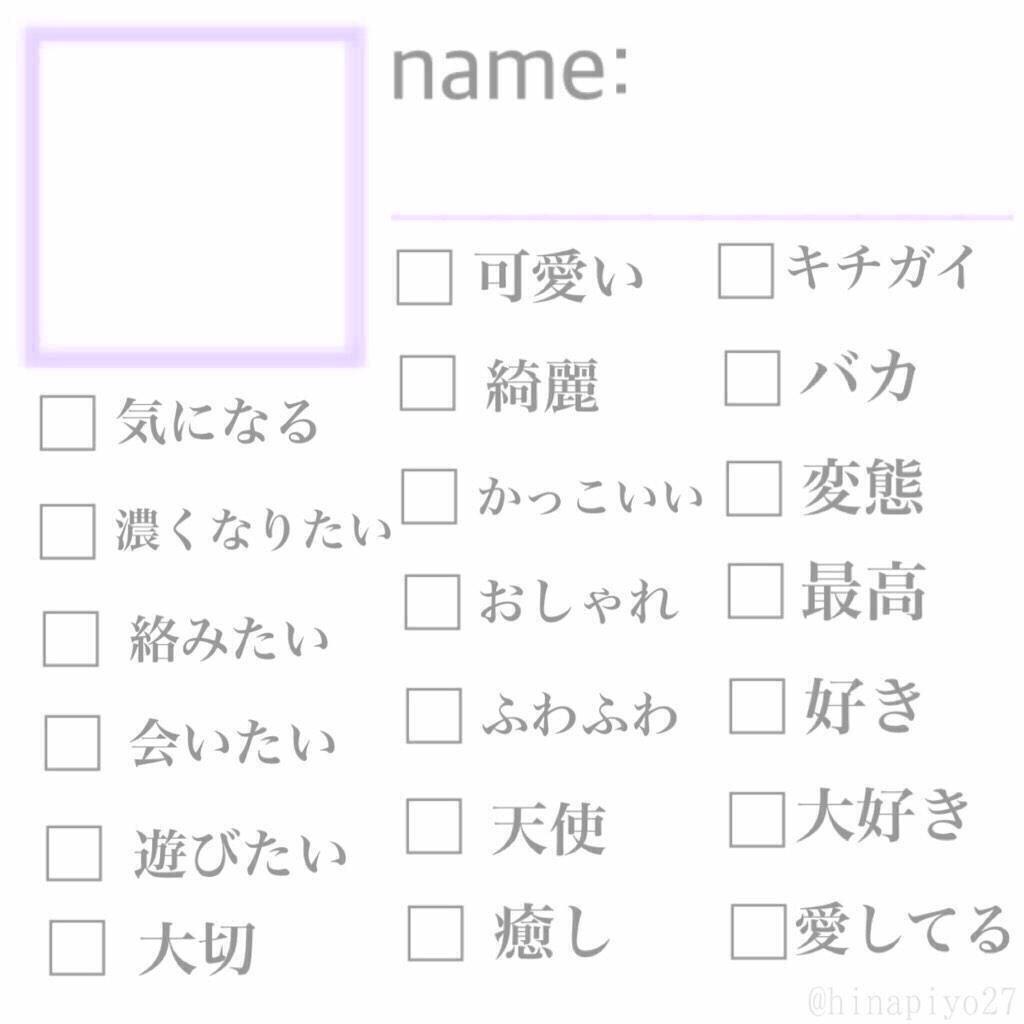 name:
気になる
濃くなりたい
絡みたい
会いたい
遊びたい
大切
可愛い
綺麗
かっこいい
おしゃれ
ふわふわ
天使
癒し
キチガイ
バカ
変態
最高
好き
大好き
愛してる
@hinapiyo27